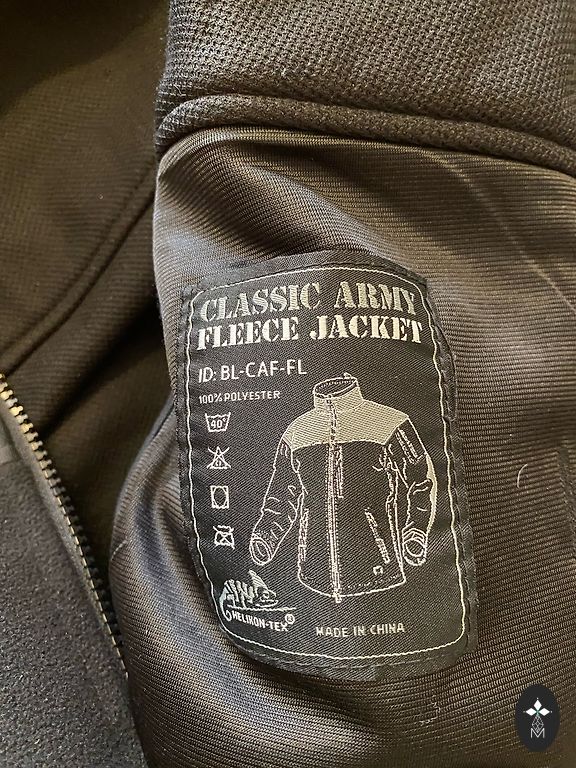 CLASSIC ARMY
FLEECE JACKET
ID: BL-CAF-FL
100% POLYESTER
40°
HELIKON-TEX®
MADE IN CHINA
M